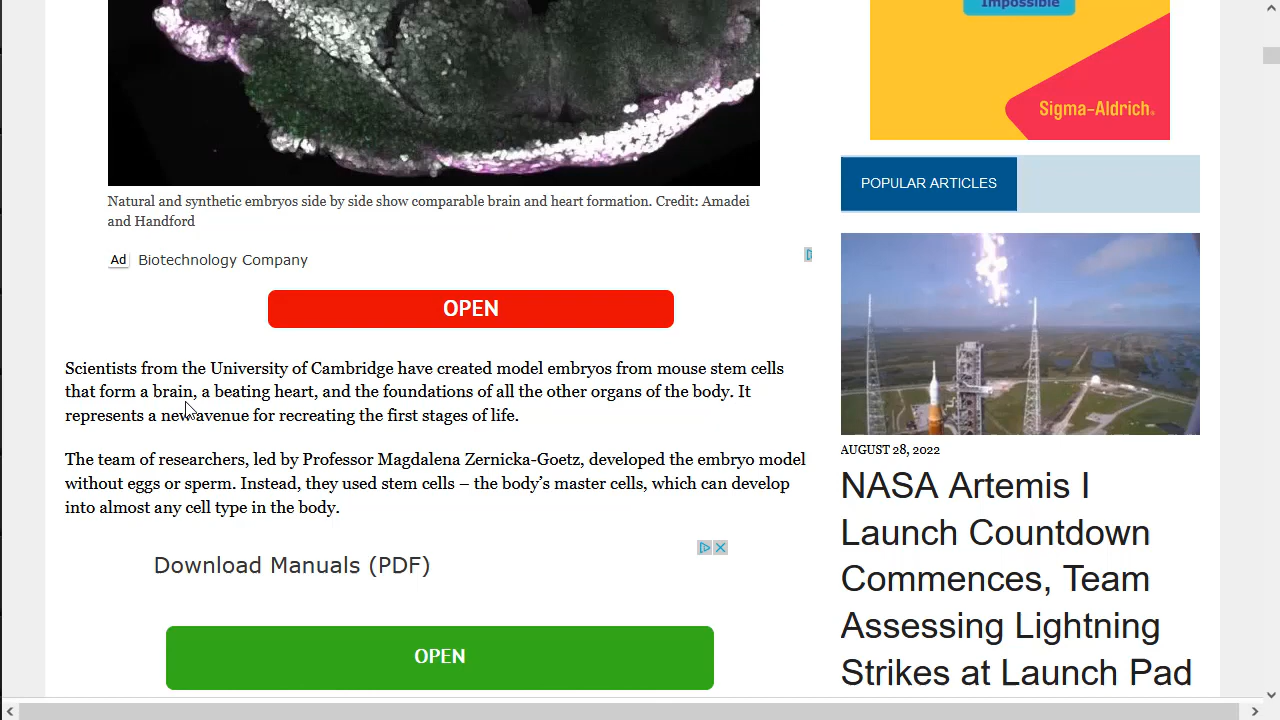 Impossible
Sigma-Aldrich.
POPULAR ARTICLES
Natural and synthetic embryos side by side show comparable brain and heart formation. Credit: Amadei
and Handford
Ad Biotechnology Company
OPEN
Scientists from the University of Cambridge have created model embryos from mouse stem cells
that form a brain, a beating heart, and the foundations of all the other organs of the body. It
represents a new avenue for recreating the first stages of life.
The team of researchers, led by Professor Magdalena Zernicka-Goetz, developed the embryo model
without eggs or sperm. Instead, they used stem cells – the body’s master cells, which can develop
into almost any cell type in the body.
Download Manuals (PDF)
OPEN
AUGUST 28, 2022
NASA Artemis I
Launch Countdown
Commences, Team
Assessing Lightning
Strikes at Launch Pad